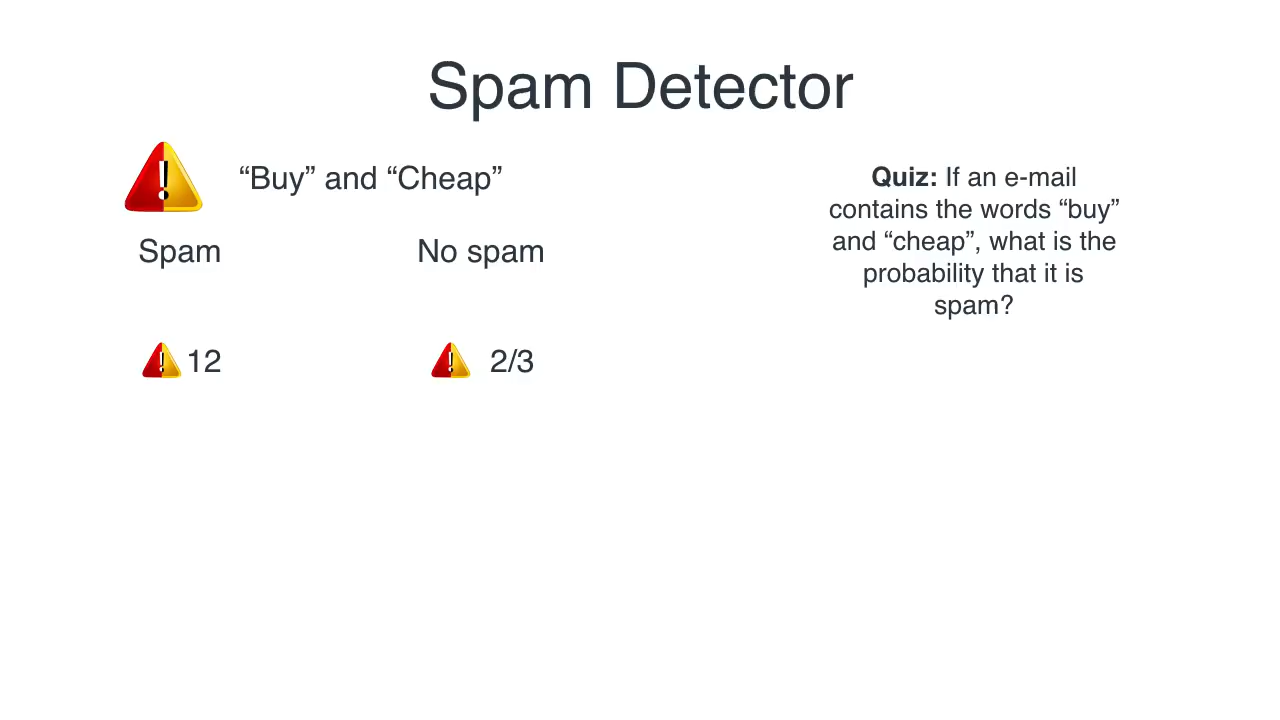 Spam Detector
“Buy” and “Cheap”
Spam
No spam
12
2/3
Quiz: If an e-mail
contains the words “buy”
and “cheap”, what is the
probability that it is
spam?